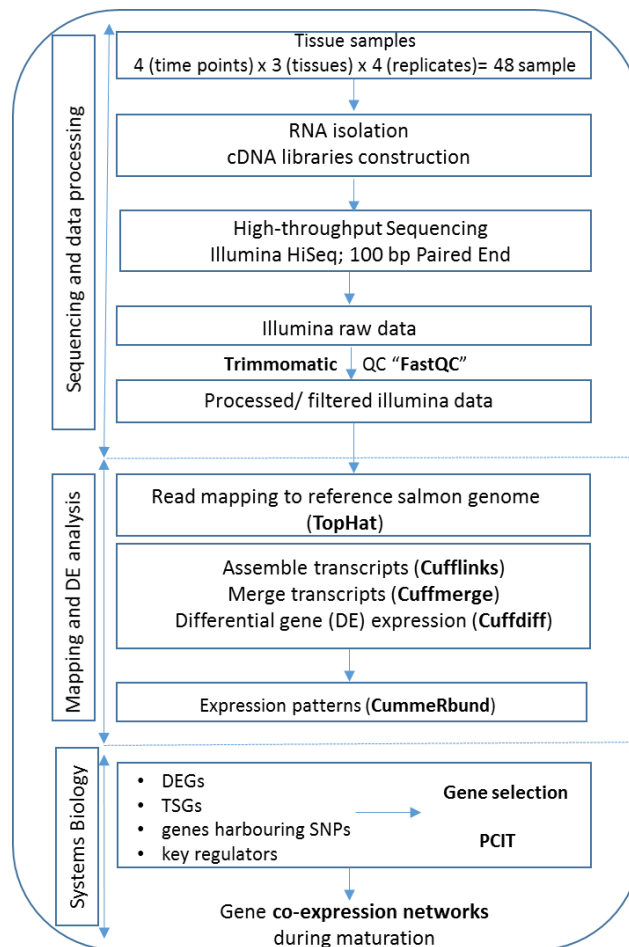 Sequencing and data processing
Tissue samples
4 (time points) x 3 (tissues) x 4 (replicates)= 48 sample
RNA isolation
cDNA libraries construction
High-throughput Sequencing
Illumina HiSeq; 100 bp Paired End
Illumina raw data
Trimmomatic QC “FastQC”
Processed/ filtered illumina data
Mapping and DE analysis
Read mapping to reference salmon genome
(TopHat)
Assemble transcripts (Cufflinks)
Merge transcripts (Cuffmerge)
Differential gene (DE) expression (Cuffdiff)
Expression patterns (CummeRbund)
Systems Biology
• DEGs
• TSGs
• genes harbouring SNPs
• key regulators
Gene selection
PCIT
Gene co-expression networks
during maturation